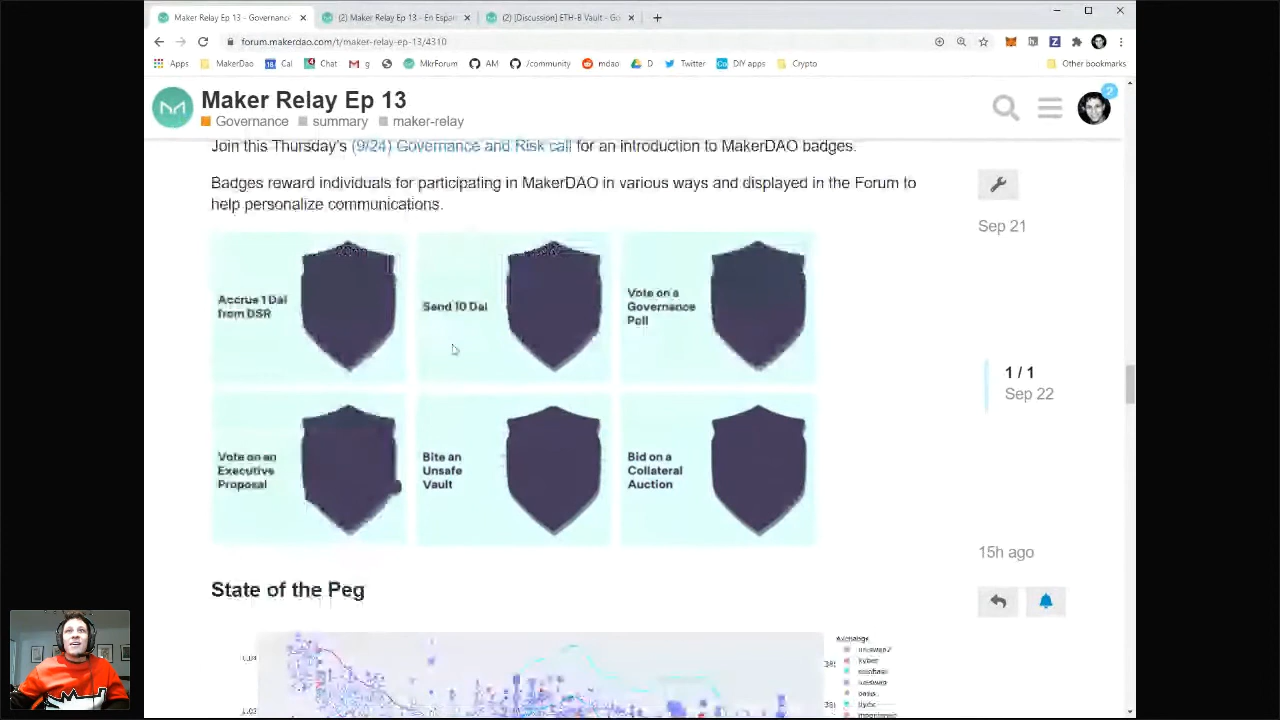 Maker Relay Ep 13 - Governance
(2) Maker Relay Ep 13 - En Espan
(2) [Discussion] ETH-B Vault - Go
forum.makerdao.com/t/maker-relay-ep-13/4310
Apps
MakerDao
Cal
Chat
g
MkrForum
AM
/community
mdao
D
Twitter
DIY apps
Crypto
Other bookmarks
Maker Relay Ep 13
Governance summary maker-relay
Join this Thursday's (9/24) Governance and Risk call for an introduction to MakerDAO badges.
Badges reward individuals for participating in MakerDAO in various ways and displayed in the Forum to
help personalize communications.
Sep 21
Accrue 1 Dai
from DSR
Send 10 Dai
Vote on a
Governance
Poll
1 / 1
Sep 22
Vote on an
Executive
Proposal
Bite an
Unsafe
Vault
Bid on a
Collateral
Auction
15h ago
State of the Peg
Exchange
kyber
oasis